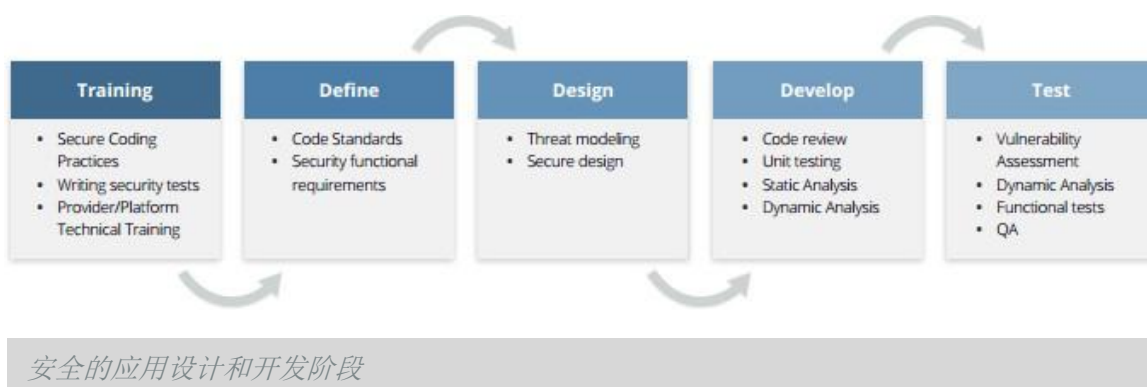 Training
• Secure Coding
Practices
• Writing security tests
• Provider/Platform
Technical Training
Define
• Code Standards
• Security functional
requirements
Design
• Threat modeling
• Secure design
Develop
• Code review
• Unit testing
• Static Analysis
• Dynamic Analysis
Test
• Vulnerability
Assessment
• Dynamic Analysis
• Functional tests
• QA
安全的应用设计和开发阶段